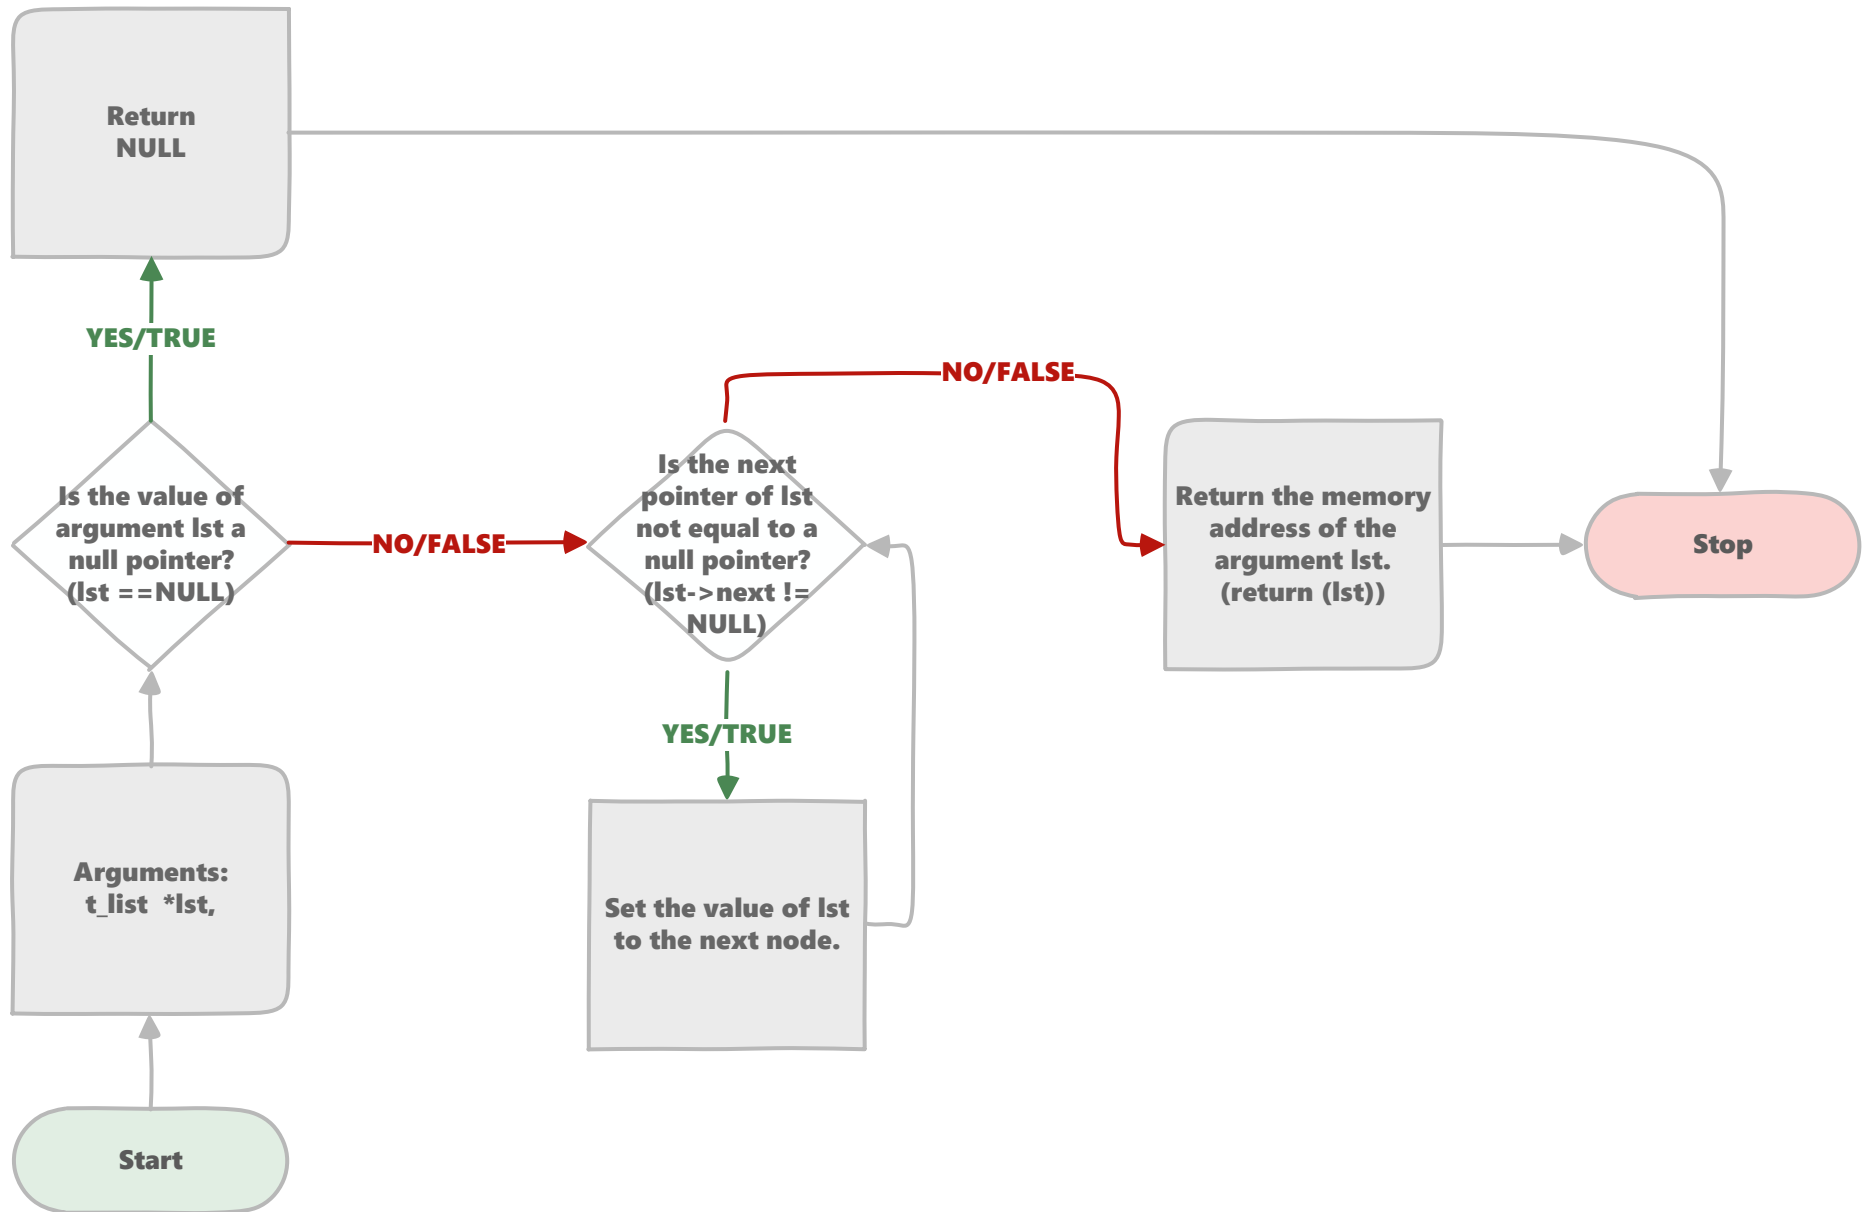 Return
NULL
YES/TRUE
Is the value of
argument lst a
null pointer?
(lst ==NULL)
NO/FALSE
Is the next
pointer of lst
not equal to a
null pointer?
(lst->next !=
NULL)
NO/FALSE
Return the memory
address of the
argument lst.
(return (lst))
Stop
YES/TRUE
Arguments:
t_list  *lst,
Set the value of lst
to the next node.
Start